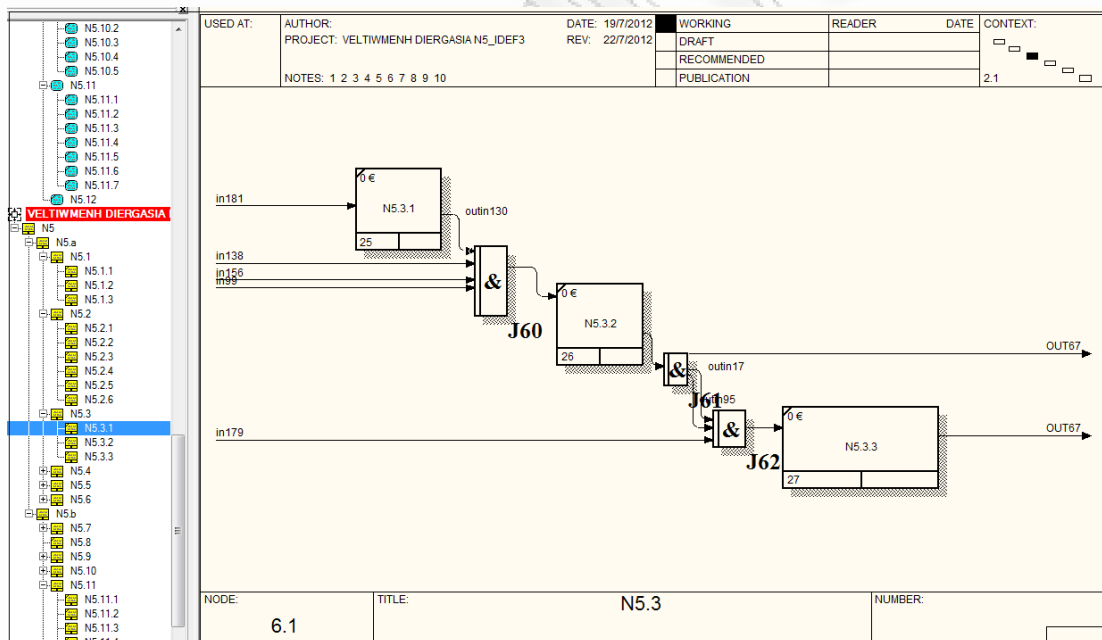 N5.10.2
N5.10.3
N5.10.4
N5.10.5
N5.11
N5.11.1
N5.11.2
N5.11.3
N5.11.4
N5.11.5
N5.11.6
N5.11.7
N5.12
VELTIWMENH DIERGASIA
N5
N5.a
N5.1
N5.1.1
N5.1.2
N5.1.3
N5.2
N5.2.1
N5.2.2
N5.2.3
N5.2.4
N5.2.5
N5.2.6
N5.3
N5.3.1
N5.3.2
N5.3.3
N5.4
N5.5
N5.6
N5.b
N5.7
N5.8
N5.9
N5.10
N5.11
N5.11.1
N5.11.2
N5.11.3
USED AT:
AUTHOR:
DATE: 19/7/2012
PROJECT: VELTIWMENH DIERGASIA N5_IDEF3
REV: 22/7/2012
NOTES: 1 2 3 4 5 6 7 8 9 10
WORKING
DRAFT
RECOMMENDED
PUBLICATION
READER
DATE
CONTEXT:
2.1
in181
0 €
N5.3.1
25
outin130
in138
in156
in99
&
J60
0 €
N5.3.2
26
&
J61
outin17
OUT67
in179
&
J62
0 €
N5.3.3
27
OUT67
NODE:
6.1
TITLE:
N5.3
NUMBER: